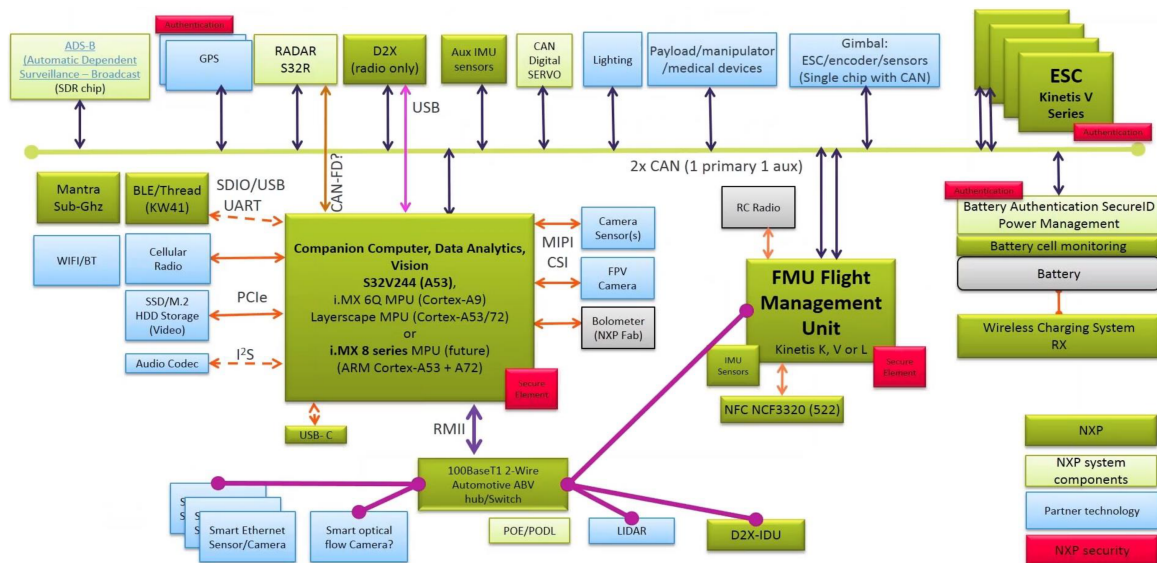 ADS-B
(Automatic Dependent
Surveillance – Broadcast
(SDR chip)
Authentication
GPS
RADAR
S32R
D2X
(radio only)
Aux IMU
sensors
CAN
Digital
SERVO
Lighting
Payload/manipulator
/medical devices
Gimbal:
ESC/encoder/sensors
(Single chip with CAN)
ESC
Kinetis V
Series
Authentication
USB
CAN-FD?
2x CAN (1 primary 1 aux)
Mantra
Sub-Ghz
BLE/Thread
(KW41)
SDIO/USB
UART
WIFI/BT
Cellular
Radio
SSD/M.2
HDD Storage
(Video)
PCIe
Audio Codec
I²S
Companion Computer, Data Analytics,
Vision
S32V244 (A53),
i.MX 6Q MPU (Cortex-A9)
Layerscape MPU (Cortex-A53/72)
or
i.MX 8 series MPU (future)
(ARM Cortex-A53 + A72)
Secure
Element
MIPI
CSI
Camera
Sensor(s)
FPV
Camera
Bolometer
(NXP Fab)
RC Radio
FMU Flight
Management
Unit
Kinetis K, V or L
IMU
Sensors
Secure
Element
NFC NCF3320 (522)
Authentication
Battery Authentication SecureID
Power Management
Battery cell monitoring
Battery
Wireless Charging System
RX
USB- C
RMII
100BaseT1 2-Wire
Automotive ABV
hub/Switch
S
S
S
Smart Ethernet
Sensor/Camera
Smart optical
flow Camera?
POE/PODL
LIDAR
D2X-IDU
NXP
NXP system
components
Partner technology
NXP security